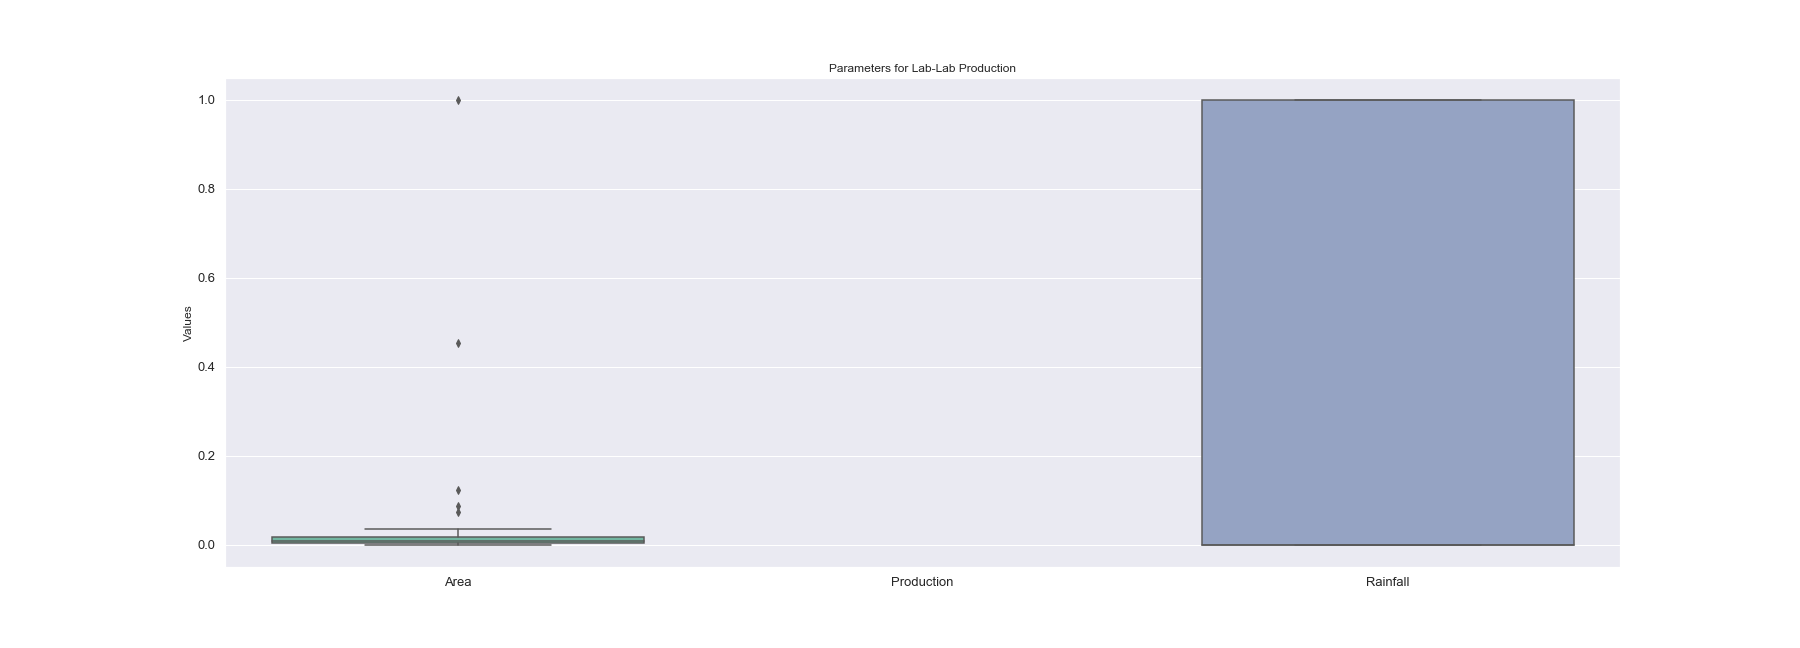 Parameters for Lab-Lab Production
1.0
0.8
0.6
0.4
0.2
0.0
Values
Area
Production
Rainfall